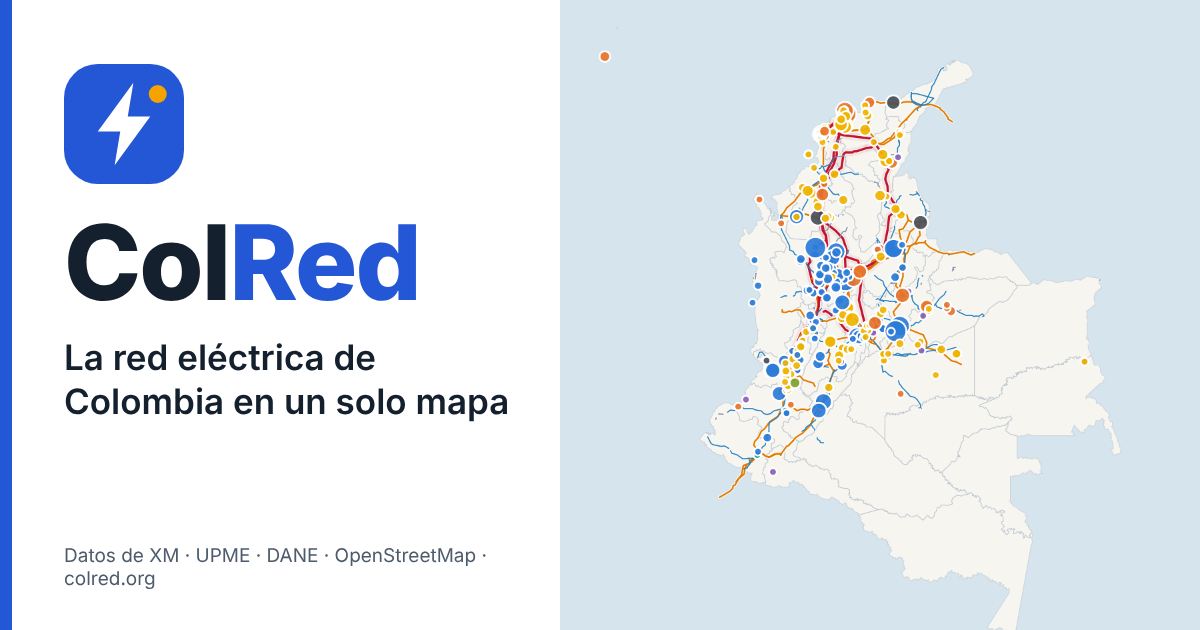 ColRed
La red eléctrica de
Colombia en un solo mapa
Datos de XM · UPME · DANE · OpenStreetMap ·
colred.org